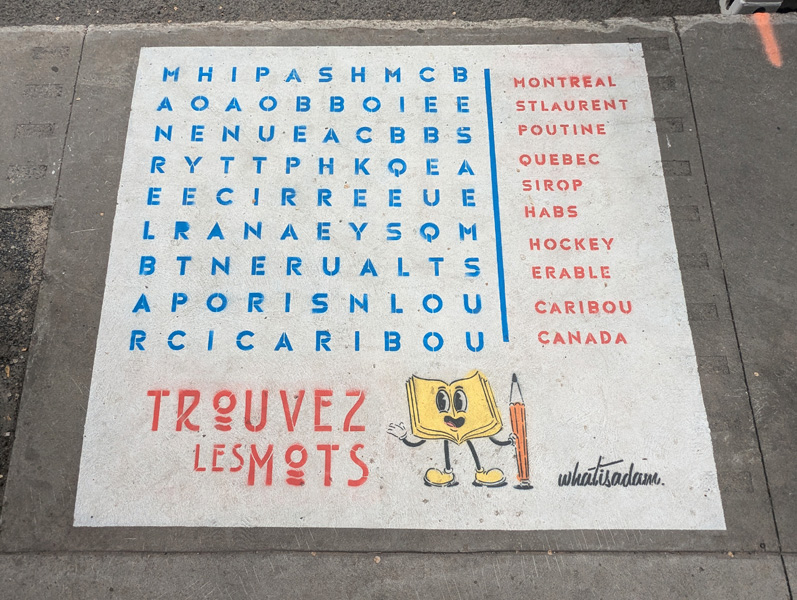 MHIPASHMCB
AOAOBBOIEE
NENUEACBBS
RYTTPHKQEA
EECIRREEUE
LRANAEYSQM
BTNERUALTS
APORISNLOU
RCICARIBOU
MONTREAL
STLAURENT
POUTINE
QUEBEC
SIROP
HABS
HOCKEY
ERABLE
CARIBOU
CANADA
TROUVEZ
LES MOTS
whatisadam.